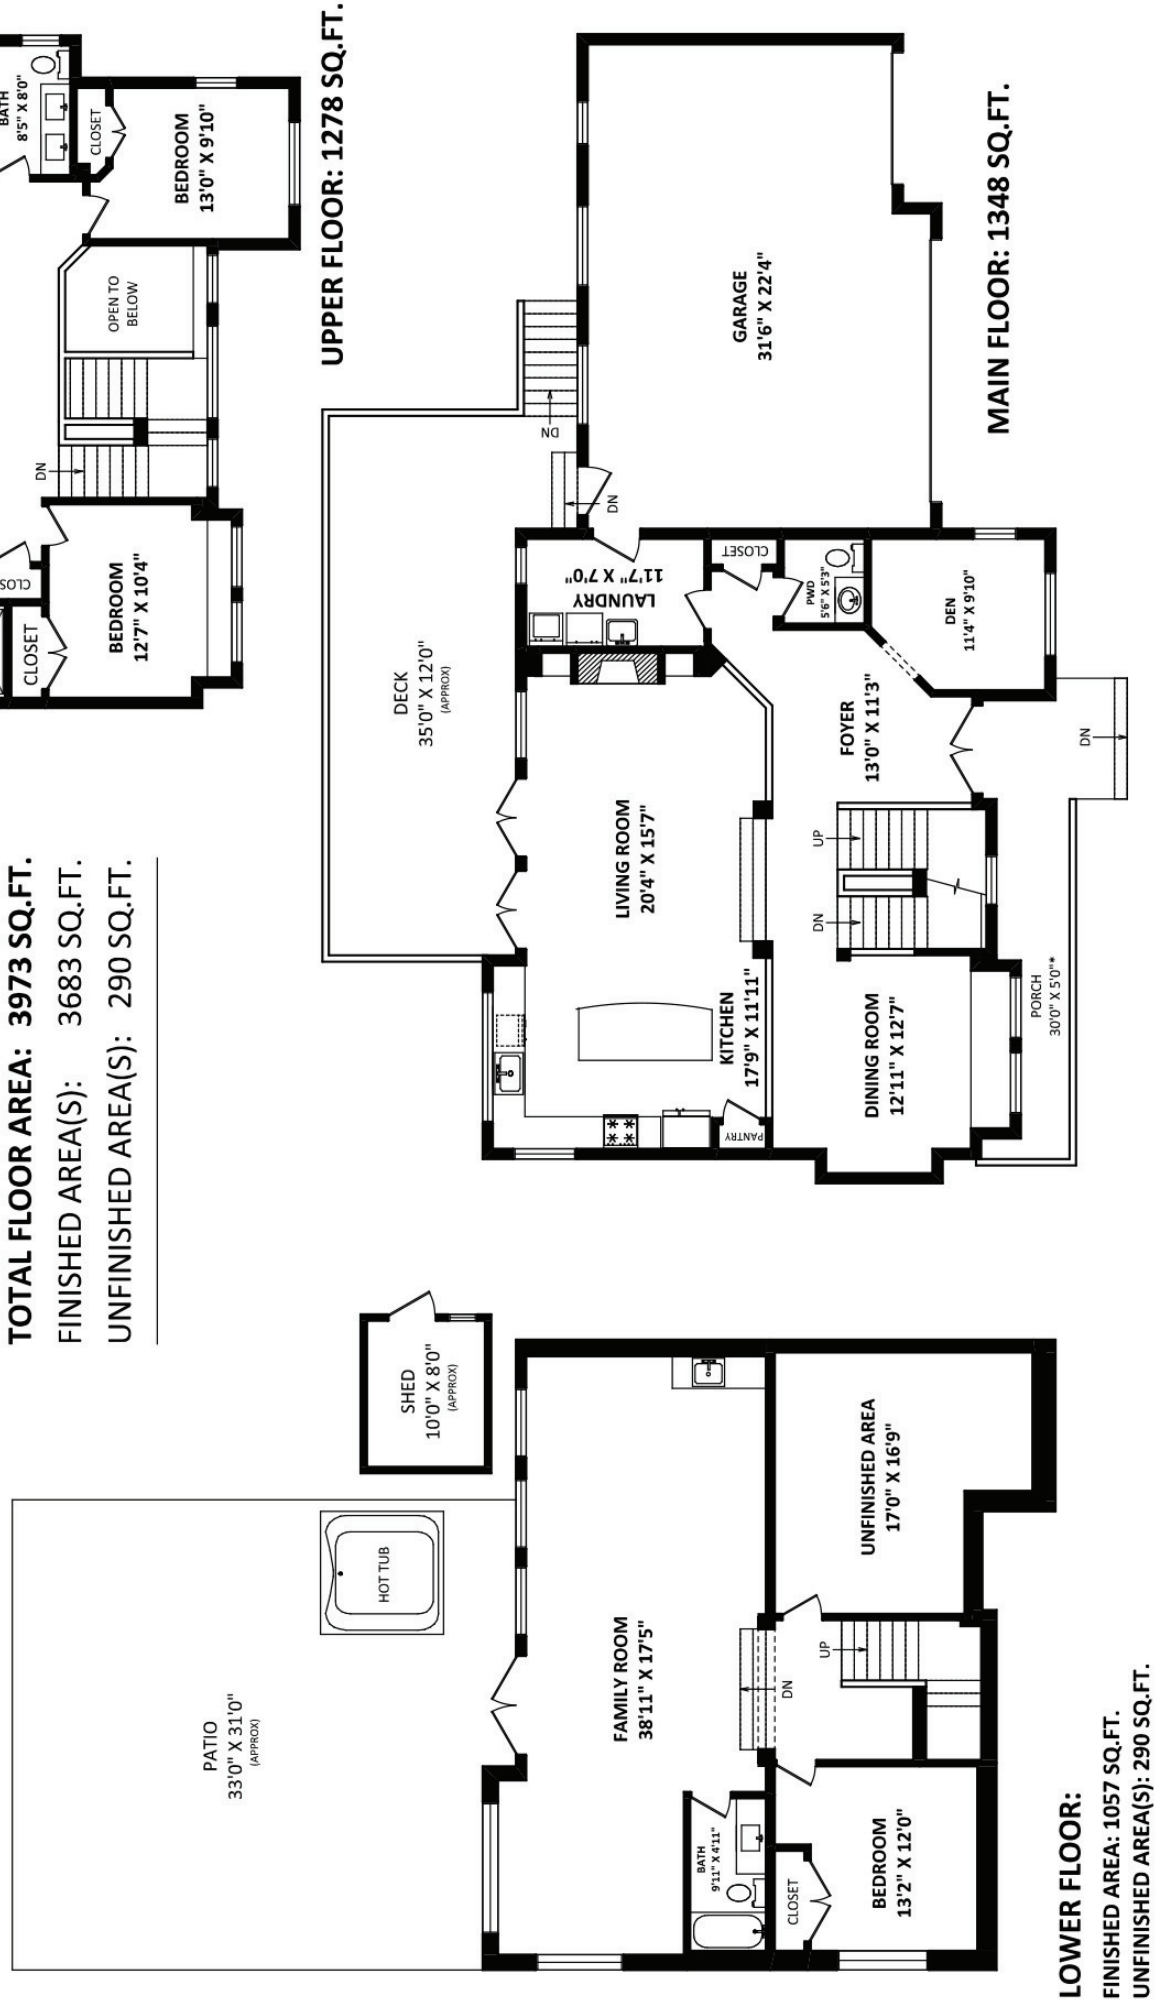 TOTAL FLOOR AREA: 3973 SQ.FT.
FINISHED AREA(S): 3683 SQ.FT.
UNFINISHED AREA(S): 290 SQ.FT.
BATH
8'5" X 8'0"
CLOSET
BEDROOM
13'0" X 9'10"
OPEN TO
BELOW
DN
CLOSET
BEDROOM
12'7" X 10'4"
UPPER FLOOR: 1278 SQ.FT.
PATIO
33'0" X 31'0"
(APPROX)
HOT TUB
SHED
10'0" X 8'0"
(APPROX)
FAMILY ROOM
38'11" X 17'5"
BATH
9'11" X 4'11"
DN
UP
CLOSET
BEDROOM
13'2" X 12'0"
UNFINISHED AREA
17'0" X 16'9"
LOWER FLOOR:
FINISHED AREA: 1057 SQ.FT.
UNFINISHED AREA(S): 290 SQ.FT.
DECK
35'0" X 12'0"
(APPROX)
DN
DN
LAUNDRY
11'7" X 7'0"
CLOSET
PWD
5'6" X 5'3"
LIVING ROOM
20'4" X 15'7"
KITCHEN
17'9" X 11'11"
PANTRY
DINING ROOM
12'11" X 12'7"
DN
UP
FOYER
13'0" X 11'3"
DEN
11'4" X 9'10"
GARAGE
31'6" X 22'4"
PORCH
30'0" X 5'0"*
DN
MAIN FLOOR: 1348 SQ.FT.